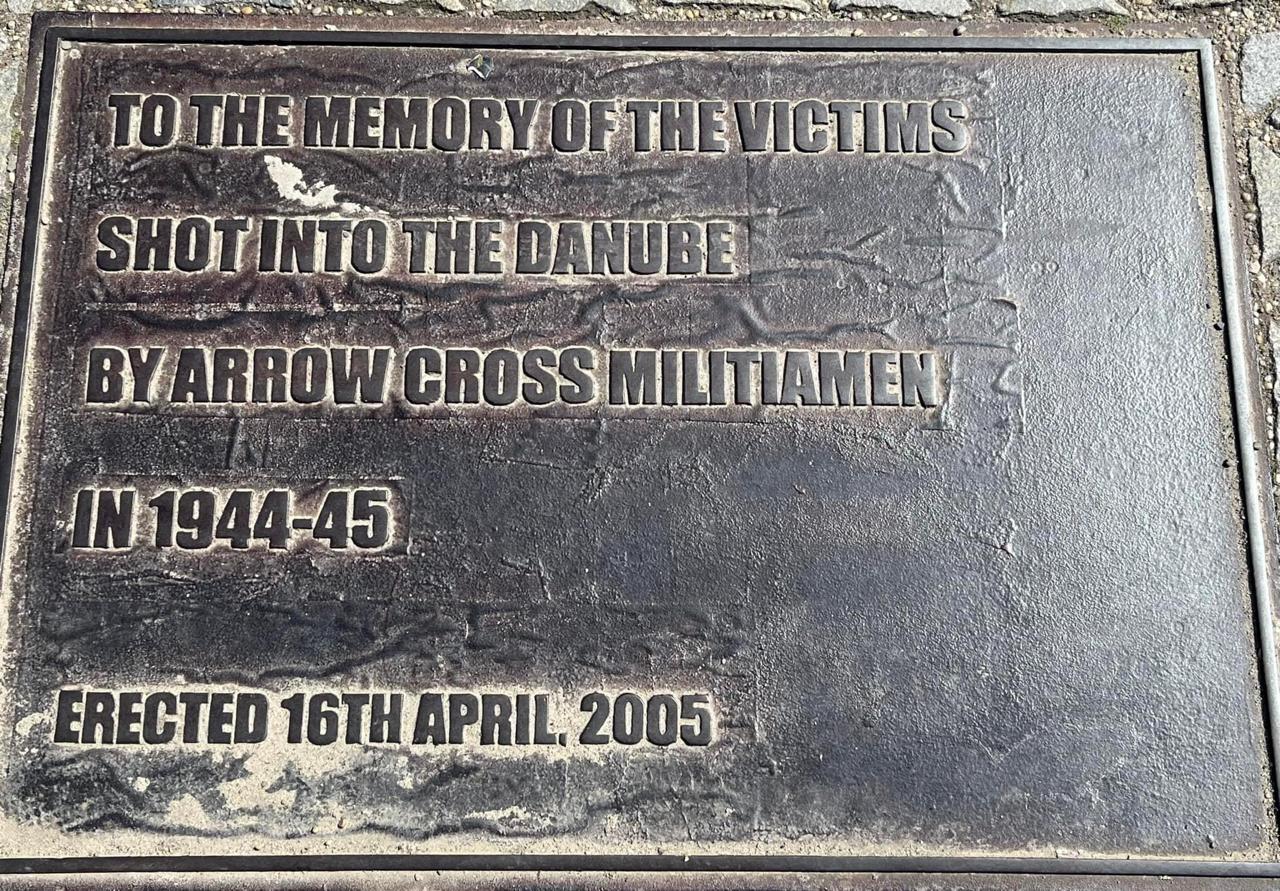 TO THE MEMORY OF THE VICTIMS
SHOT INTO THE DANUBE
BY ARROW CROSS MILITIAMEN
IN 1944-45
ERECTED 16TH APRIL, 2005